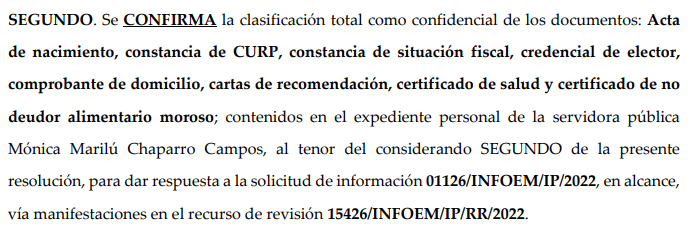 SEGUNDO. Se CONFIRMA la clasificación total como confidencial de los documentos: Acta
de nacimiento, constancia de CURP, constancia de situación fiscal, credencial de elector,
comprobante de domicilio, cartas de recomendación, certificado de salud y certificado de no
deudor alimentario moroso; contenidos en el expediente personal de la servidora pública
Mónica Marilú Chaparro Campos, al tenor del considerando SEGUNDO de la presente
resolución, para dar respuesta a la solicitud de información 01126/INFOEM/IP/2022, en alcance,
vía manifestaciones en el recurso de revisión 15426/INFOEM/IP/RR/2022.